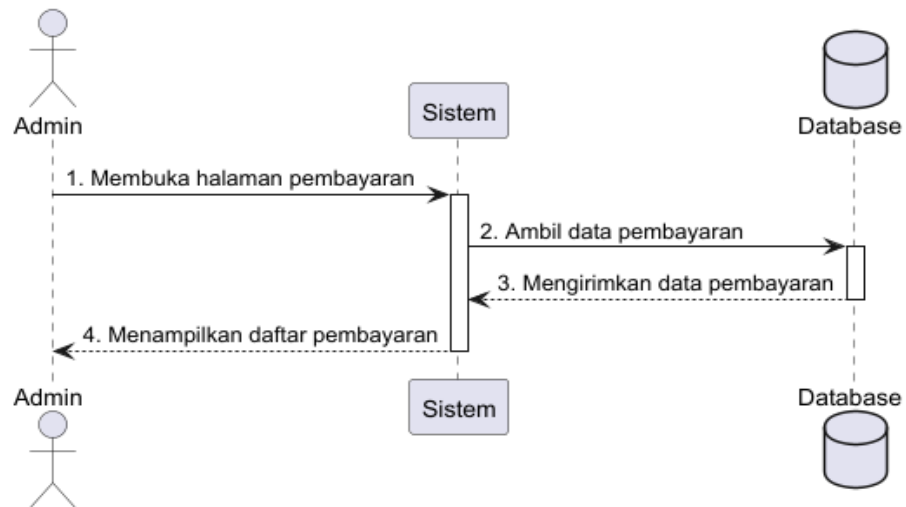 Admin
Sistem
Database
1. Membuka halaman pembayaran
2. Ambil data pembayaran
3. Mengirimkan data pembayaran
4. Menampilkan daftar pembayaran
Admin
Sistem
Database